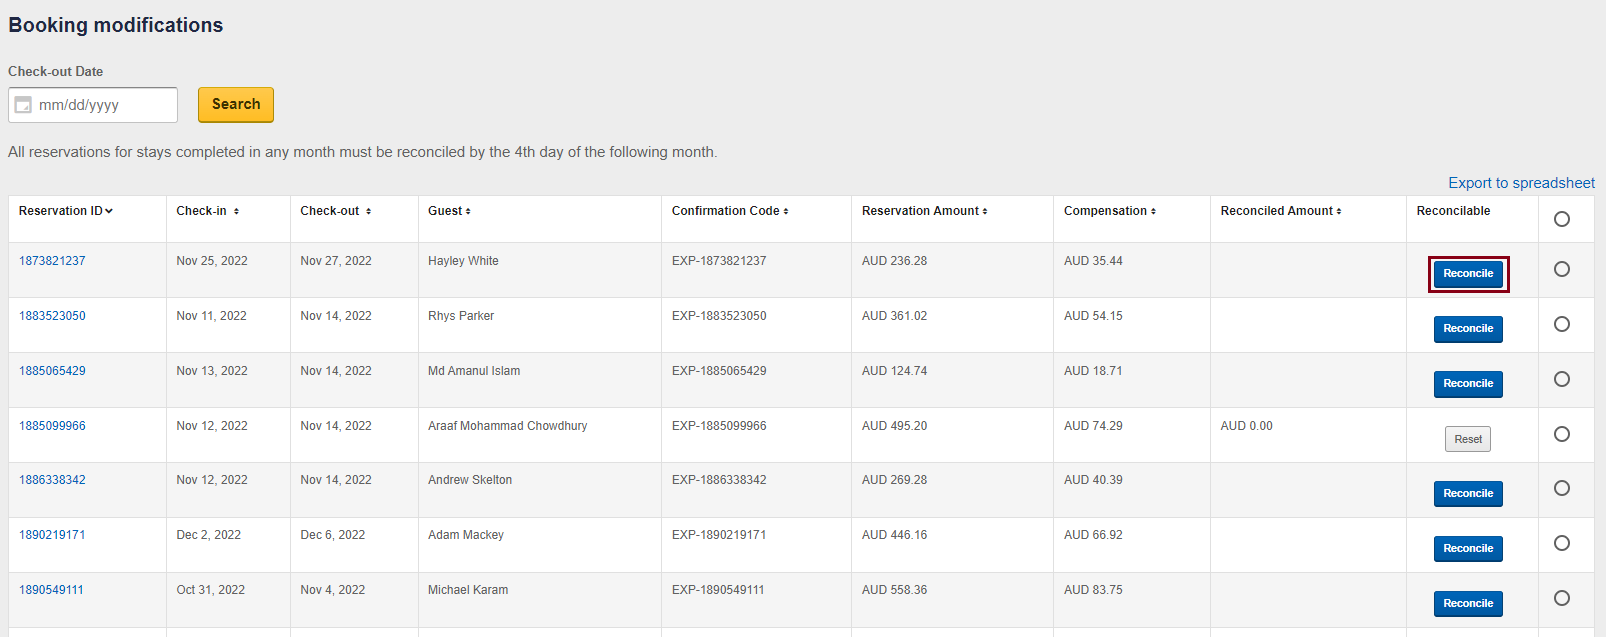 Booking modifications
Check-out Date
mm/dd/yyyy Search
All reservations for stays completed in any month must be reconciled by the 4th day of the following month.
Export to spreadsheet
Reservation ID Check-in Check-out Guest Confirmation Code Reservation Amount Compensation Reconciled Amount Reconcilable
1873821237 Nov 25, 2022 Nov 27, 2022 Hayley White EXP-1873821237 AUD 236.28 AUD 35.44 Reconcile
1883523050 Nov 11, 2022 Nov 14, 2022 Rhys Parker EXP-1883523050 AUD 361.02 AUD 54.15 Reconcile
1885065429 Nov 13, 2022 Nov 14, 2022 Md Amanul Islam EXP-1885065429 AUD 124.74 AUD 18.71 Reconcile
1885099966 Nov 12, 2022 Nov 14, 2022 Araaf Mohammad Chowdhury EXP-1885099966 AUD 495.20 AUD 74.29 AUD 0.00 Reset
1886338342 Nov 12, 2022 Nov 14, 2022 Andrew Skelton EXP-1886338342 AUD 269.28 AUD 40.39 Reconcile
1890219171 Dec 2, 2022 Dec 6, 2022 Adam Mackey EXP-1890219171 AUD 446.16 AUD 66.92 Reconcile
1890549111 Oct 31, 2022 Nov 4, 2022 Michael Karam EXP-1890549111 AUD 558.36 AUD 83.75 Reconcile